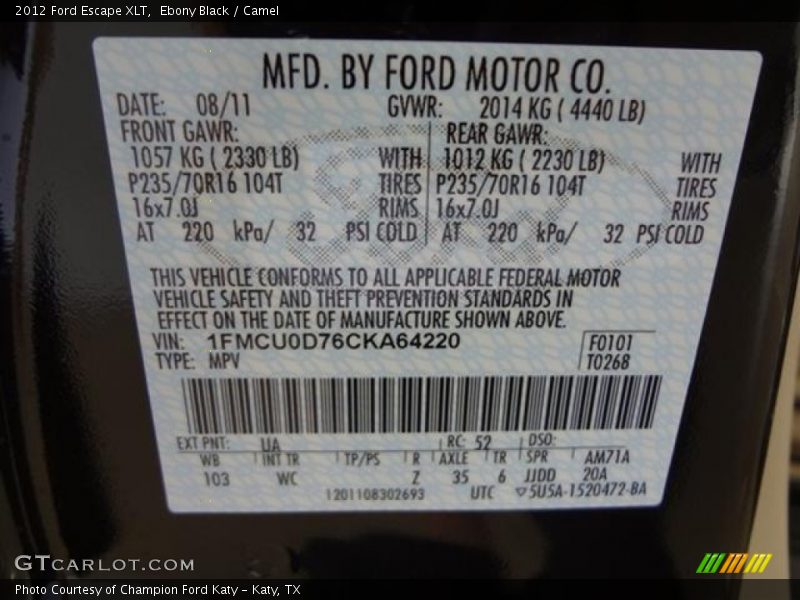 2012 Ford Escape XLT, Ebony Black / Camel
MFD. BY FORD MOTOR CO.
DATE: 08/11 GVWR: 2014 KG ( 4440 LB)
FRONT GAWR: REAR GAWR:
1057 KG ( 2330 LB) WITH 1012 KG ( 2230 LB) WITH
P235/70R16 104T TIRES P235/70R16 104T TIRES
16x7.0J RIMS 16x7.0J RIMS
AT 220 kPa/ 32 PSI COLD AT 220 kPa/ 32 PSI COLD
THIS VEHICLE CONFORMS TO ALL APPLICABLE FEDERAL MOTOR
VEHICLE SAFETY AND THEFT PREVENTION STANDARDS IN
EFFECT ON THE DATE OF MANUFACTURE SHOWN ABOVE.
VIN: 1FMCU0D76CKA64220 F0101
TYPE: MPV T0268
EXT PNT: UA RC: 52 DSO:
WB INT TR TP/PS R AXLE TR SPR AM71A
103 WC Z 35 6 JJDD 20A
1201108302693 UTC ▽5U5A-1520472-BA
GTCARLOT.COM
Photo Courtesy of Champion Ford Katy – Katy, TX